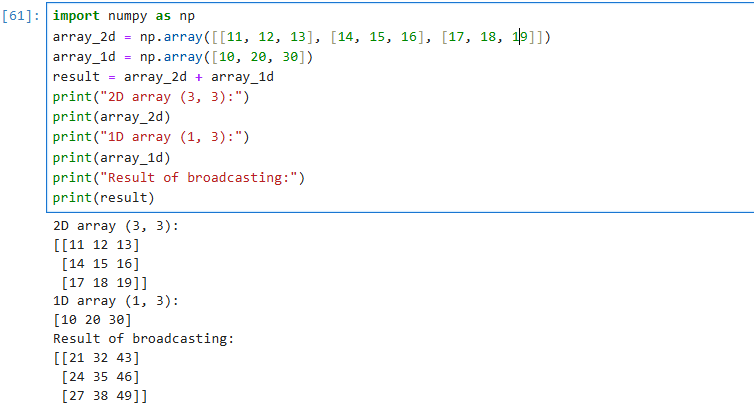 [61]: import numpy as np
array_2d = np.array([[11, 12, 13], [14, 15, 16], [17, 18, 19]])
array_1d = np.array([10, 20, 30])
result = array_2d + array_1d
print("2D array (3, 3):")
print(array_2d)
print("1D array (1, 3):")
print(array_1d)
print("Result of broadcasting:")
print(result)
2D array (3, 3):
[[11 12 13]
 [14 15 16]
 [17 18 19]]
1D array (1, 3):
[10 20 30]
Result of broadcasting:
[[21 32 43]
 [24 35 46]
 [27 38 49]]